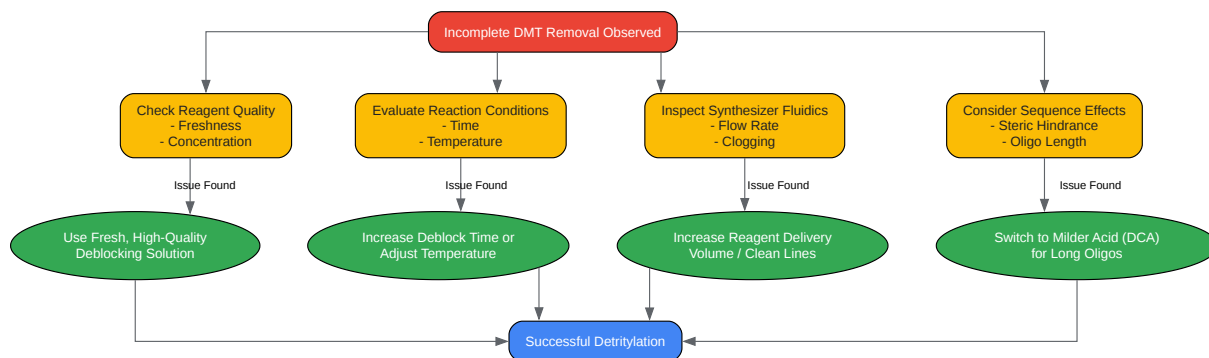 Incomplete DMT Removal Observed
Check Reagent Quality
- Freshness
- Concentration
Evaluate Reaction Conditions
- Time
- Temperature
Inspect Synthesizer Fluidics
- Flow Rate
- Clogging
Consider Sequence Effects
- Steric Hindrance
- Oligo Length
Issue Found
Issue Found
Issue Found
Issue Found
Use Fresh, High-Quality
Deblocking Solution
Increase Deblock Time or
Adjust Temperature
Increase Reagent Delivery
Volume / Clean Lines
Switch to Milder Acid (DCA)
for Long Oligos
Successful Detritylation